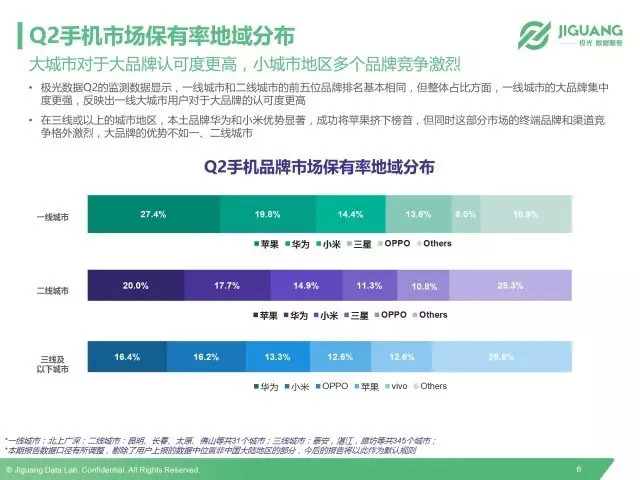 Q2手机市场保有率地域分布
JIGUANG
极光 数据服务
大城市对于大品牌认可度更高，小城市地区多个品牌竞争激烈
• 极光数据Q2的监测数据显示，一线城市和二线城市的前五位品牌排名基本相同，但整体占比方面，一线城市的大品牌集中
度更强，反映出一线大城市用户对于大品牌的认可度更高
• 在三线或以上的城市地区，本土品牌华为和小米优势显著，成功将苹果挤下榜首，但同时这部分市场的终端品牌和渠道竞
争格外激烈，大品牌的优势不如一、二线城市
Q2手机品牌市场保有率地域分布
一线城市 27.4% 19.8% 14.4% 13.6% 6.0% 18.9%
苹果 华为 小米 三星 OPPO Others
二线城市 20.0% 17.7% 14.9% 11.3% 10.8% 25.3%
苹果 华为 小米 三星 OPPO Others
三线及
以下城市 16.4% 16.2% 13.3% 12.6% 12.6% 28.9%
华为 小米 OPPO 苹果 vivo Others
*一线城市：北上广深；二线城市：昆明、长春、太原、佛山等共31个城市；三线城市：泰安，湛江，廊坊等共345个城市；
*本期报告数据口径有所调整，剔除了用户上报的数据中位置非中国大陆地区的部分，今后的报告将以此作为默认规则
© Jiguang Data Lab. Confidential. All Rights Reserved. 6